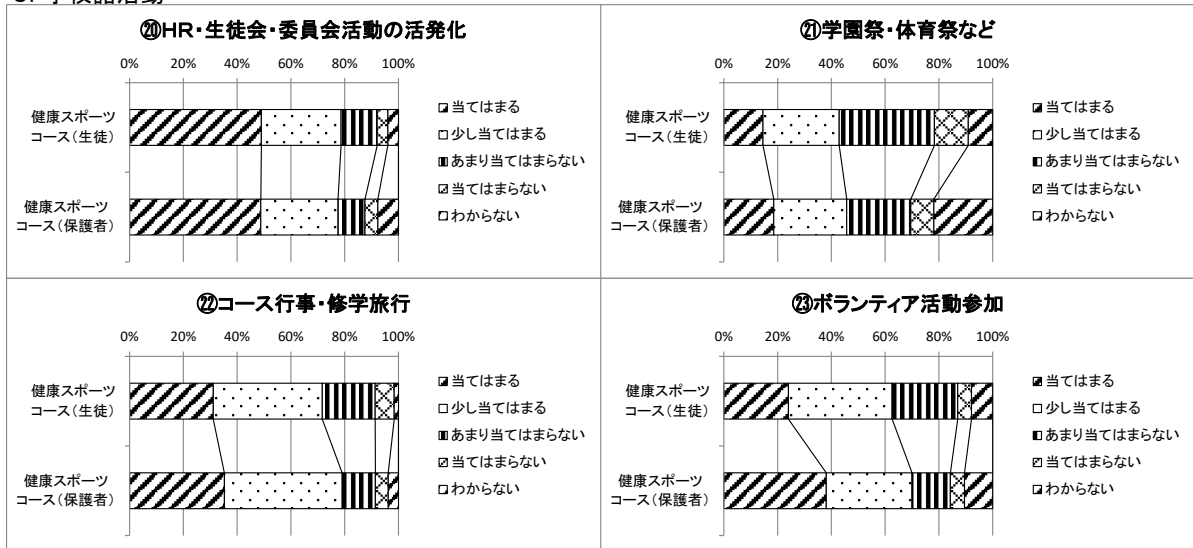 ⑳HR・生徒会・委員会活動の活発化
0% 20% 40% 60% 80% 100%
健康スポーツ
コース(生徒)
健康スポーツ
コース(保護者)
当てはまる
少し当てはまる
あまり当てはまらない
当てはまらない
わからない
㉑学園祭・体育祭など
0% 20% 40% 60% 80% 100%
健康スポーツ
コース(生徒)
健康スポーツ
コース(保護者)
当てはまる
少し当てはまる
あまり当てはまらない
当てはまらない
わからない
㉒コース行事・修学旅行
0% 20% 40% 60% 80% 100%
健康スポーツ
コース(生徒)
健康スポーツ
コース(保護者)
当てはまる
少し当てはまる
あまり当てはまらない
当てはまらない
わからない
㉓ボランティア活動参加
0% 20% 40% 60% 80% 100%
健康スポーツ
コース(生徒)
健康スポーツ
コース(保護者)
当てはまる
少し当てはまる
あまり当てはまらない
当てはまらない
わからない